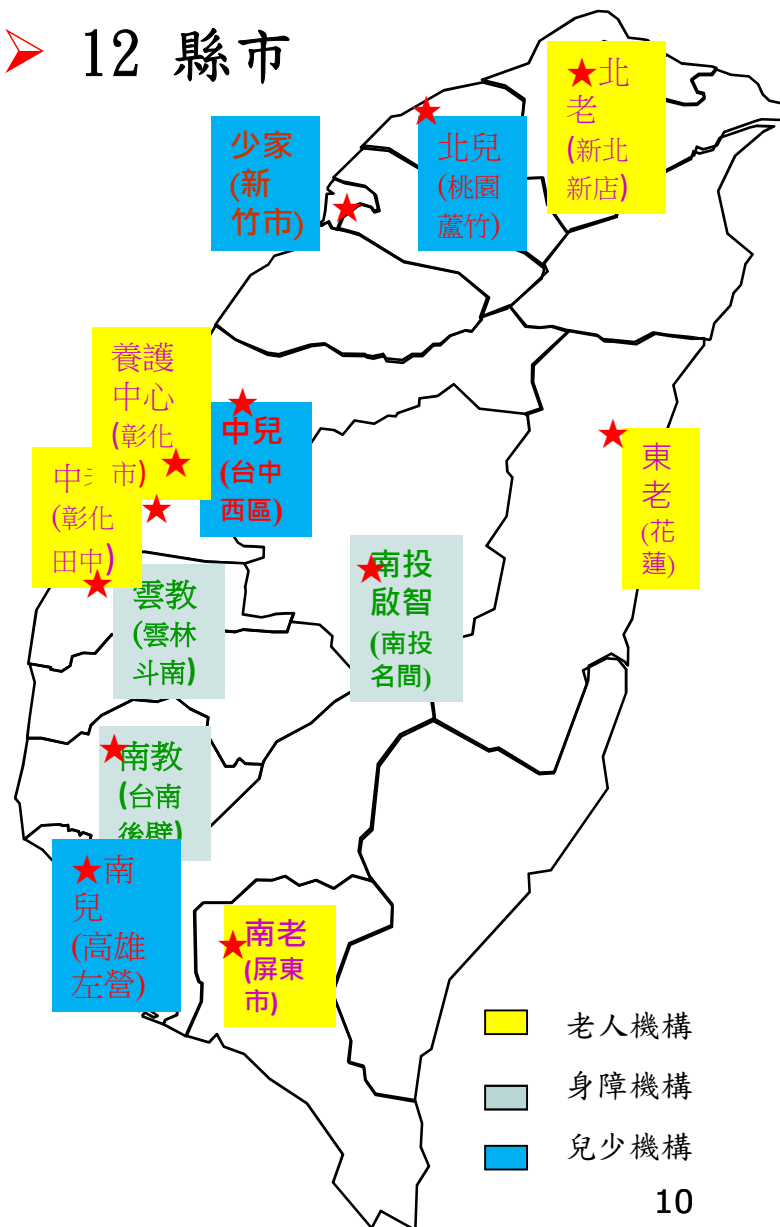 ➢ 12 縣市
★北
老
(新北
新店)
北兒
(桃園
蘆竹)
少家
(新
竹市)
養護
中心
(彰化
市)
中兒
(台中
西區)
中
(彰化
田中)
東
老
(花
蓮)
南投
啟智
(南投
名間)
雲教
(雲林
斗南)
南教
(台南
後壁)
★南
兒
(高雄
左營)
南老
(屏東
市)
老人機構
身障機構
兒少機構
10